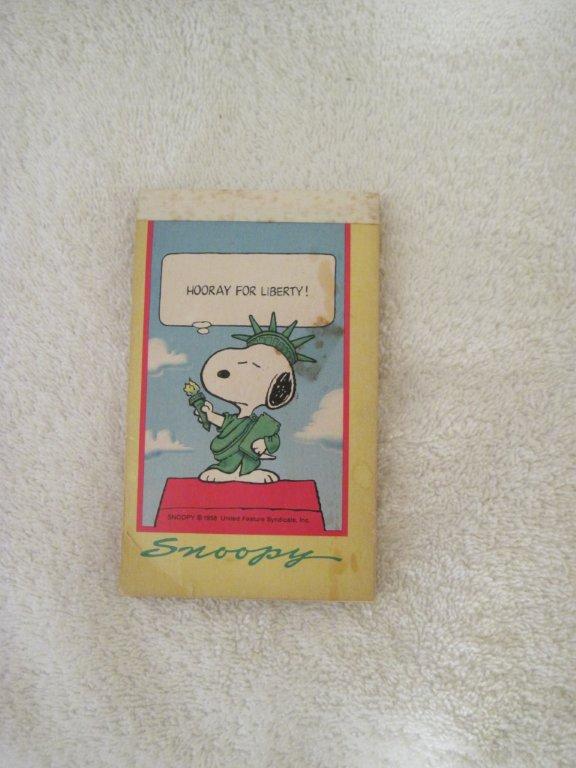 HOORAY FOR LIBERTY!
SNOOPY © 1958 United Feature Syndicate, Inc.
Snoopy